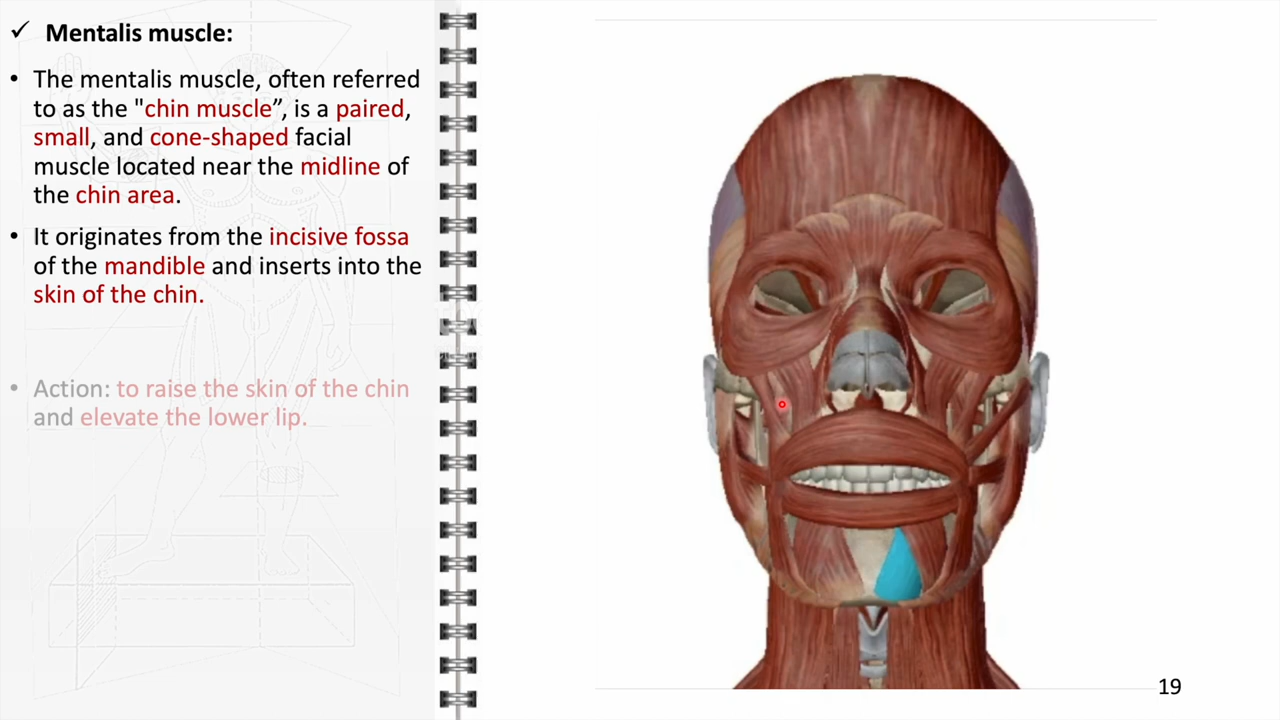 ✓ Mentalis muscle:
• The mentalis muscle, often referred
to as the "chin muscle”, is a paired,
small, and cone-shaped facial
muscle located near the midline of
the chin area.
• It originates from the incisive fossa
of the mandible and inserts into the
skin of the chin.
• Action: to raise the skin of the chin
and elevate the lower lip.
19